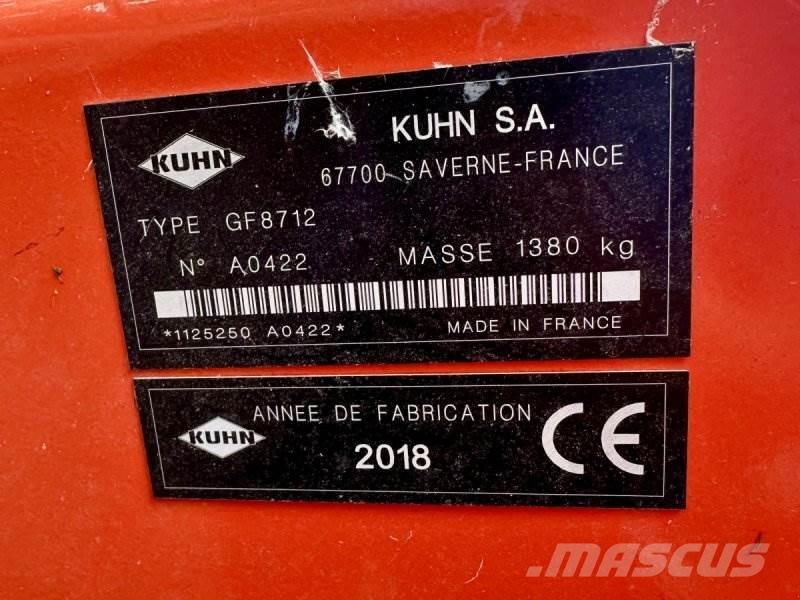 KUHN
KUHN S.A.
67700 SAVERNE-FRANCE
TYPE GF8712
N° A0422 MASSE 1380 kg
*1125250 A0422* MADE IN FRANCE
KUHN
ANNEE DE FABRICATION
2018
CE
MASCUS